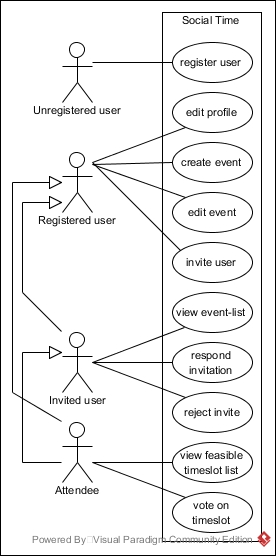 Social Time
register user
Unregistered user
edit profile
create event
Registered user
edit event
invite user
view event-list
respond
invitation
Invited user
reject invite
view feasible
timeslot list
Attendee
vote on
timeslot
Powered By Visual Paradigm Community Edition